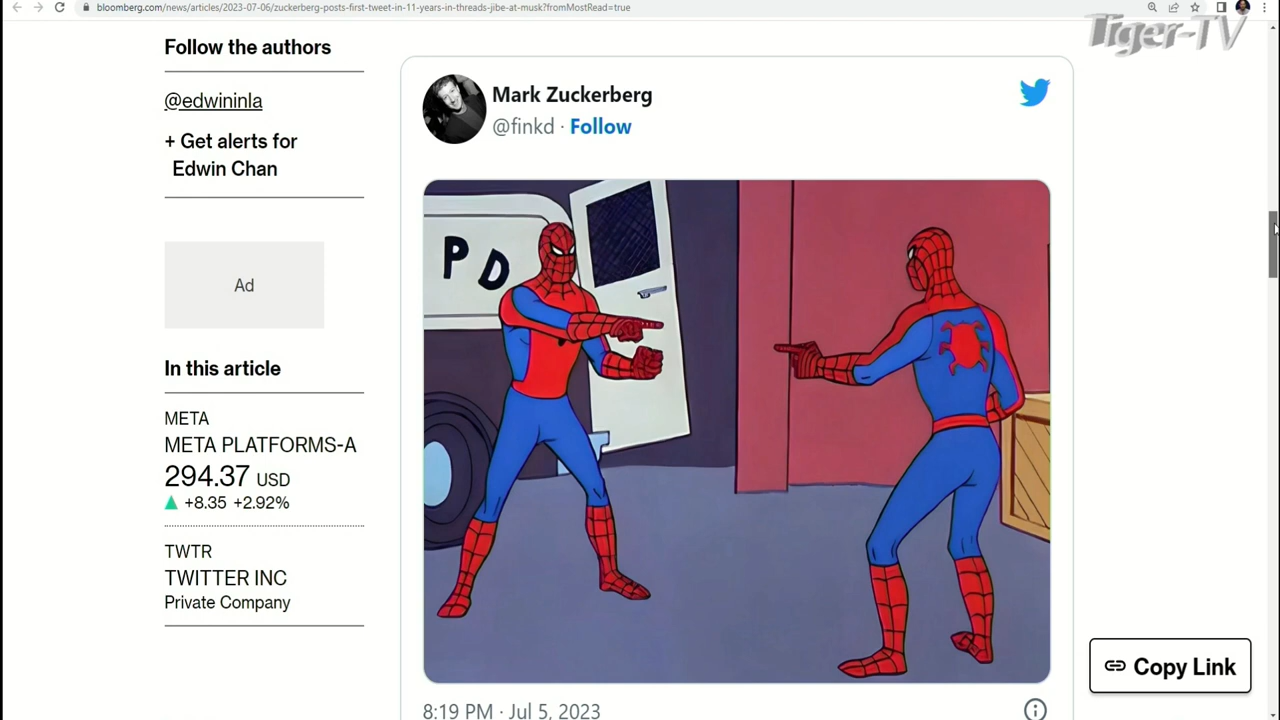 bloomberg.com/news/articles/2023-07-06/zuckerberg-posts-first-tweet-in-11-years-in-threads-jibe-at-musk?fromMostRead=true
Tiger-TV
Follow the authors
@edwininla
+ Get alerts for
Edwin Chan
Ad
In this article
META
META PLATFORMS-A
294.37 USD
+8.35 +2.92%
TWTR
TWITTER INC
Private Company
Mark Zuckerberg
@finkd · Follow
PD
8:19 PM · Jul 5, 2023
Copy Link